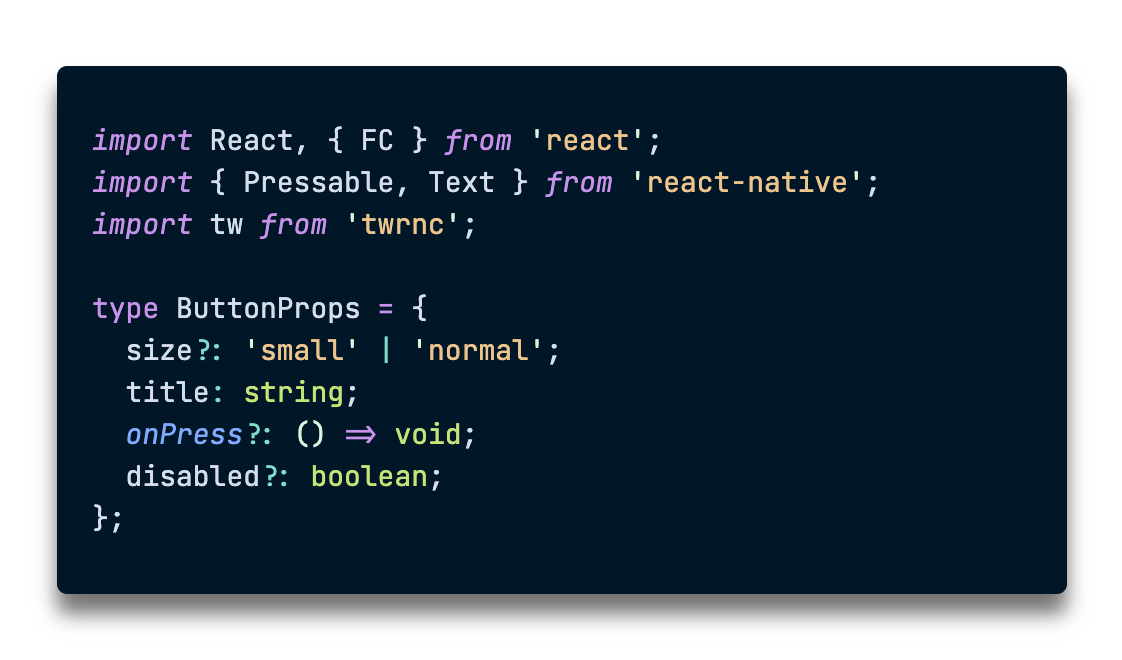 import React, { FC } from 'react';
import { Pressable, Text } from 'react-native';
import tw from 'twrnc';

type ButtonProps = {
  size?: 'small' | 'normal';
  title: string;
  onPress?: () => void;
  disabled?: boolean;
};